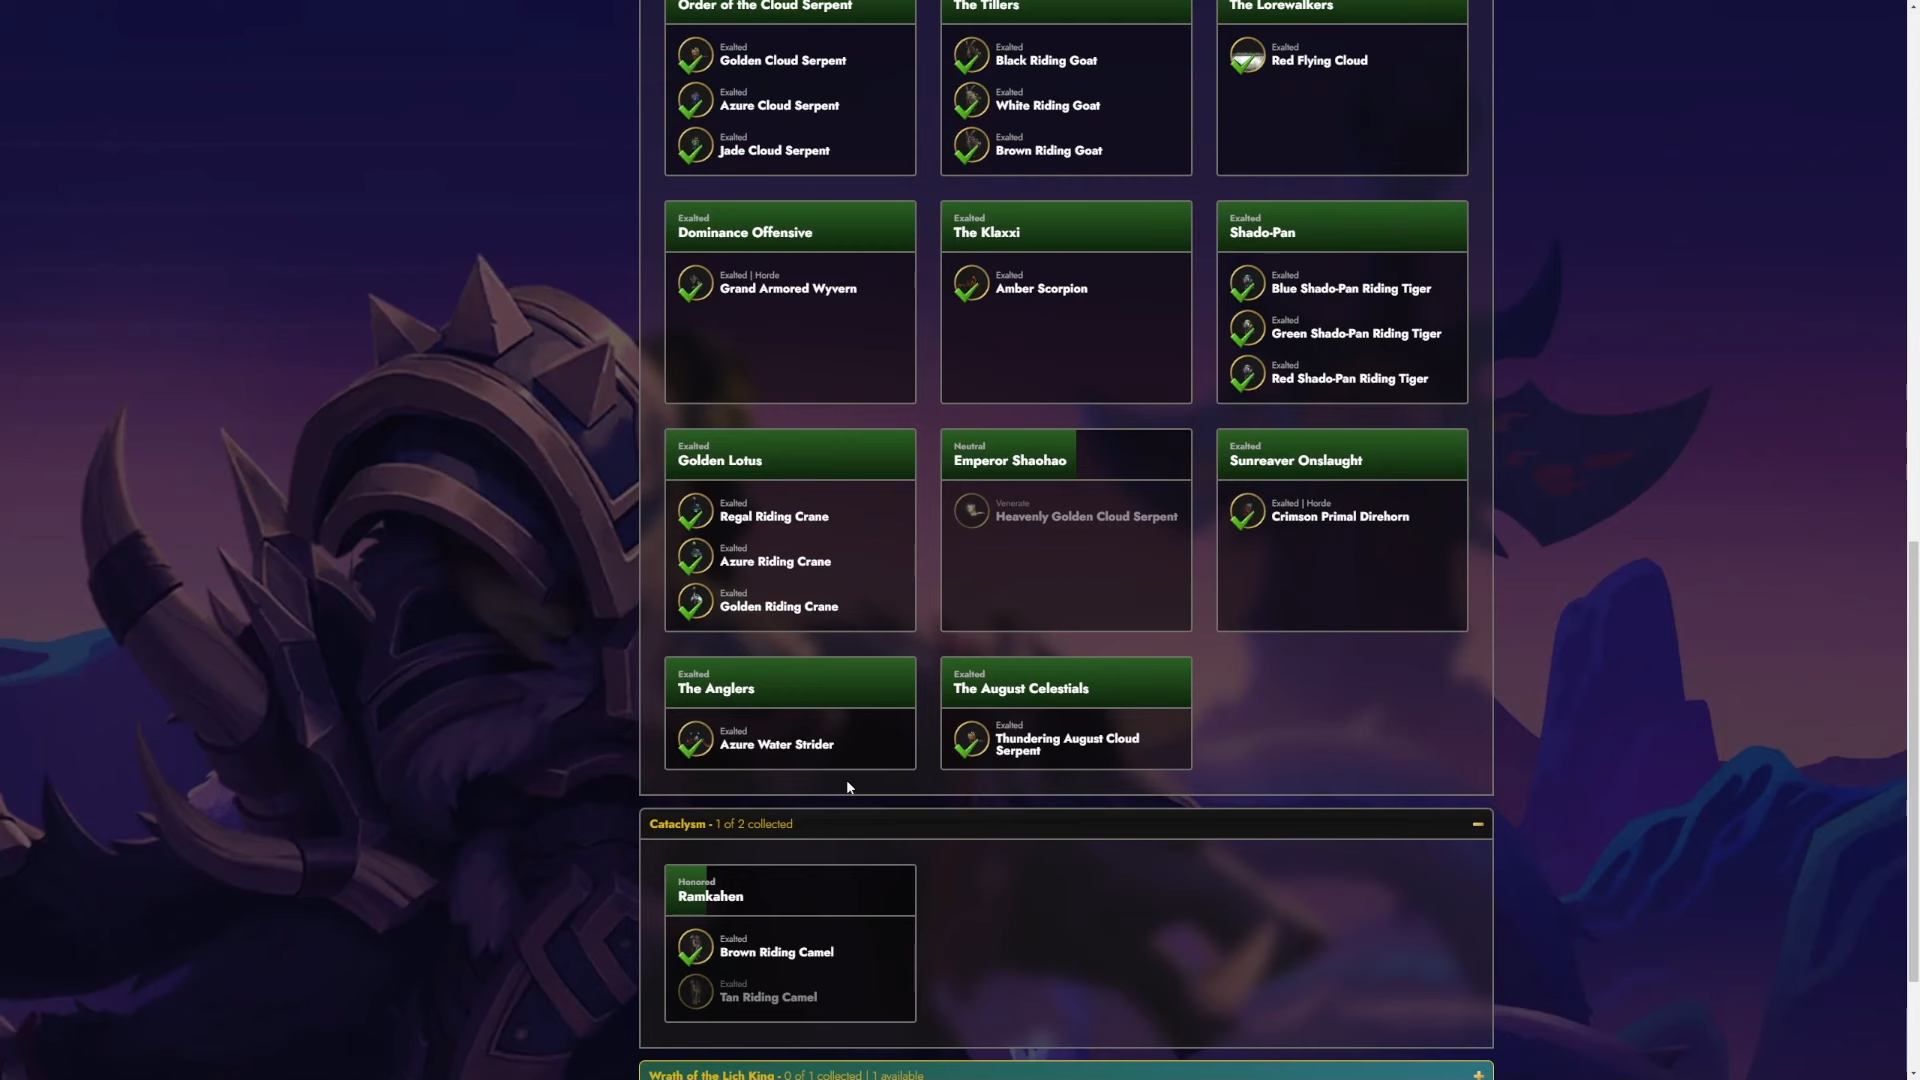 Order of the Cloud Serpent
Exalted
Golden Cloud Serpent
Exalted
Azure Cloud Serpent
Exalted
Jade Cloud Serpent
The Tillers
Exalted
Black Riding Goat
Exalted
White Riding Goat
Exalted
Brown Riding Goat
The Lorewalkers
Exalted
Red Flying Cloud
Exalted
Dominance Offensive
Exalted | Horde
Grand Armored Wyvern
Exalted
The Klaxxi
Exalted
Amber Scorpion
Exalted
Shado-Pan
Exalted
Blue Shado-Pan Riding Tiger
Exalted
Green Shado-Pan Riding Tiger
Exalted
Red Shado-Pan Riding Tiger
Exalted
Golden Lotus
Exalted
Regal Riding Crane
Exalted
Azure Riding Crane
Exalted
Golden Riding Crane
Neutral
Emperor Shaohao
Venerate
Heavenly Golden Cloud Serpent
Exalted
Sunreaver Onslaught
Exalted | Horde
Crimson Primal Direhorn
Exalted
The Anglers
Exalted
Azure Water Strider
Exalted
The August Celestials
Exalted
Thundering August Cloud
Serpent
Cataclysm - 1 of 2 collected
Honored
Ramkahen
Exalted
Brown Riding Camel
Exalted
Tan Riding Camel
Wrath of the Lich King - 0 of 1 collected | 1 available